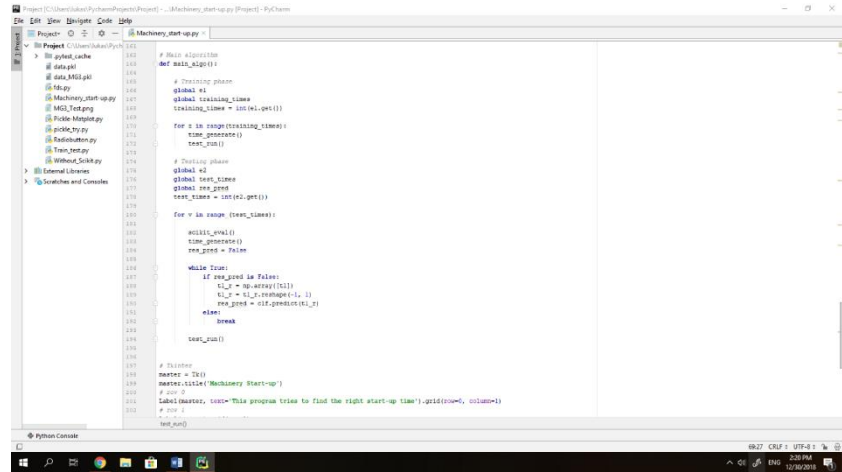 Project [C:\Users\lukas\PycharmProjects\Project] - ...\Machinery_start-up.py [Project] - PyCharm
File Edit View Navigate Code Help
Project
Machinery_start-up.py
1: Project
Project C:\Users\lukas\Pych
.pytest_cache
data.pkl
data_MG3.pkl
fds.py
Machinery_start-up.py
MG3_Test.png
Pickle-Matplot.py
pickle_try.py
Radiobutton.py
Train_test.py
Without_Scikit.py
External Libraries
Scratches and Consoles
# Main algorithm
def main_algo():
# Training phase
global e1
global training_times
training_times = int(e1.get())
for z in range(training_times):
time_generate()
test_run()
# Testing phase
global e2
global test_times
global res_pred
test_times = int(e2.get())
for v in range (test_times):
scikit_eval()
time_generate()
res_pred = False
while True:
if res_pred is False:
t1_r = np.array([t1])
t1_r = t1_r.reshape(-1, 1)
res_pred = clf.predict(t1_r)
else:
break
test_run()
# Tkinter
master = Tk()
master.title('Machinery Start-up')
# row 0
Label(master, text='This program tries to find the right start-up time').grid(row=0, column=1)
# row 1
test_run()
Python Console
69:27 CRLF UTF-8
ENG
2:20 PM
12/30/2018